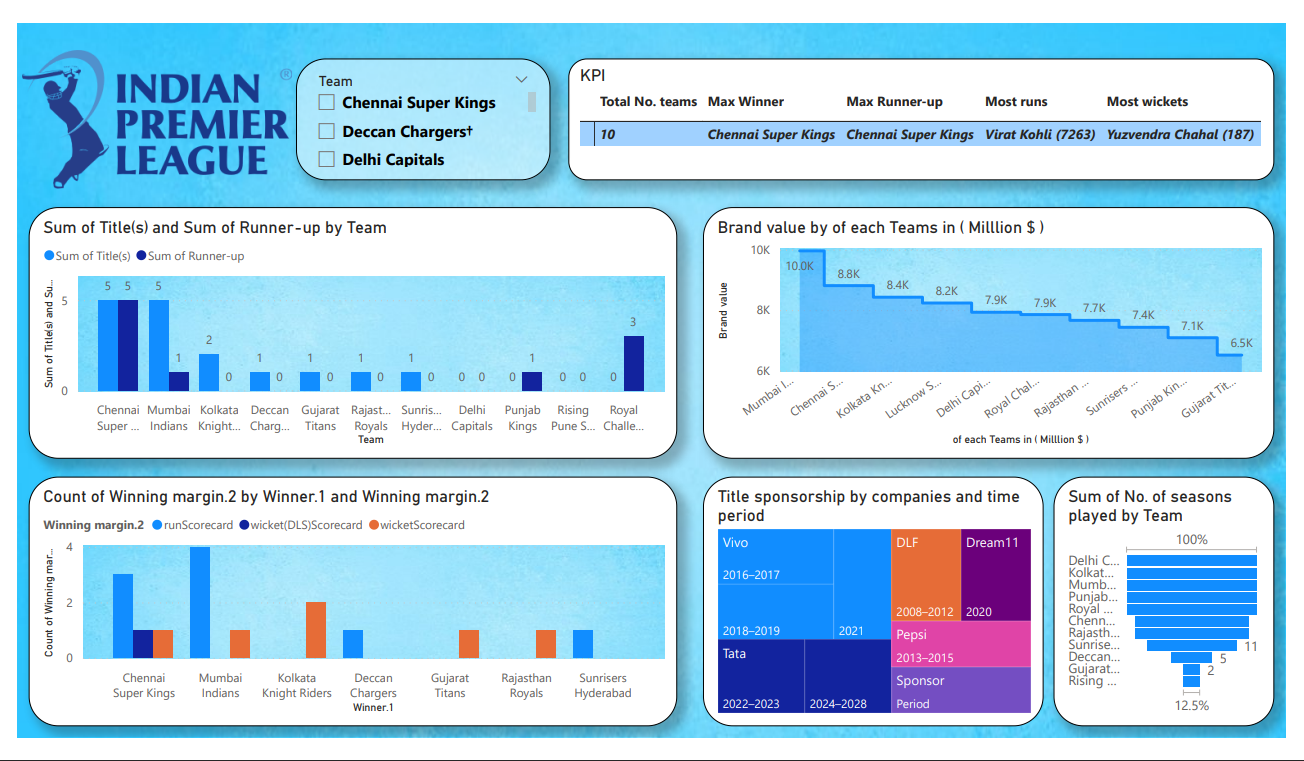 INDIAN
PREMIER
LEAGUE
®
Team
Chennai Super Kings
Deccan Chargers†
Delhi Capitals
KPI
Total No. teams Max Winner Max Runner-up Most runs Most wickets
10 Chennai Super Kings Chennai Super Kings Virat Kohli (7263) Yuzvendra Chahal (187)
Sum of Title(s) and Sum of Runner-up by Team
Sum of Title(s) Sum of Runner-up
Sum of Title(s) and Su...
5
0
5 5 5 1 2 0 1 0 1 0 1 0 1 0 0 0 0 1 0 0 0 3
Chennai Mumbai Kolkata Deccan Gujarat Rajast... Sunris... Delhi Punjab Rising Royal
Super ... Indians Knight... Charg... Titans Royals Hyder... Capitals Kings Pune S... Challe...
Team
Brand value by of each Teams in ( Milllion $ )
Brand value
10K
8K
6K
10.0K 8.8K 8.4K 8.2K 7.9K 7.9K 7.7K 7.4K 7.1K 6.5K
Mumbai I... Chennai S... Kolkata Kn... Lucknow S... Delhi Capi... Royal Chal... Rajasthan ... Sunrisers ... Punjab Kin... Gujarat Tit...
of each Teams in ( Milllion $ )
Count of Winning margin.2 by Winner.1 and Winning margin.2
Winning margin.2 runScorecard wicket(DLS)Scorecard wicketScorecard
Count of Winning mar...
4
2
0
Chennai Mumbai Kolkata Deccan Gujarat Rajasthan Sunrisers
Super Kings Indians Knight Riders Chargers Titans Royals Hyderabad
Winner.1
Title sponsorship by companies and time
period
Vivo
2016–2017
2018–2019
2021
Tata
2022–2023
2024–2028
DLF
2008–2012
Dream11
2020
Pepsi
2013–2015
Sponsor
Period
Sum of No. of seasons
played by Team
100%
Delhi C...
Kolkat...
Mumb...
Punjab...
Royal ...
Chenn...
Rajasth...
Sunrise... 11
Deccan... 5
Gujarat... 2
Rising ...
12.5%